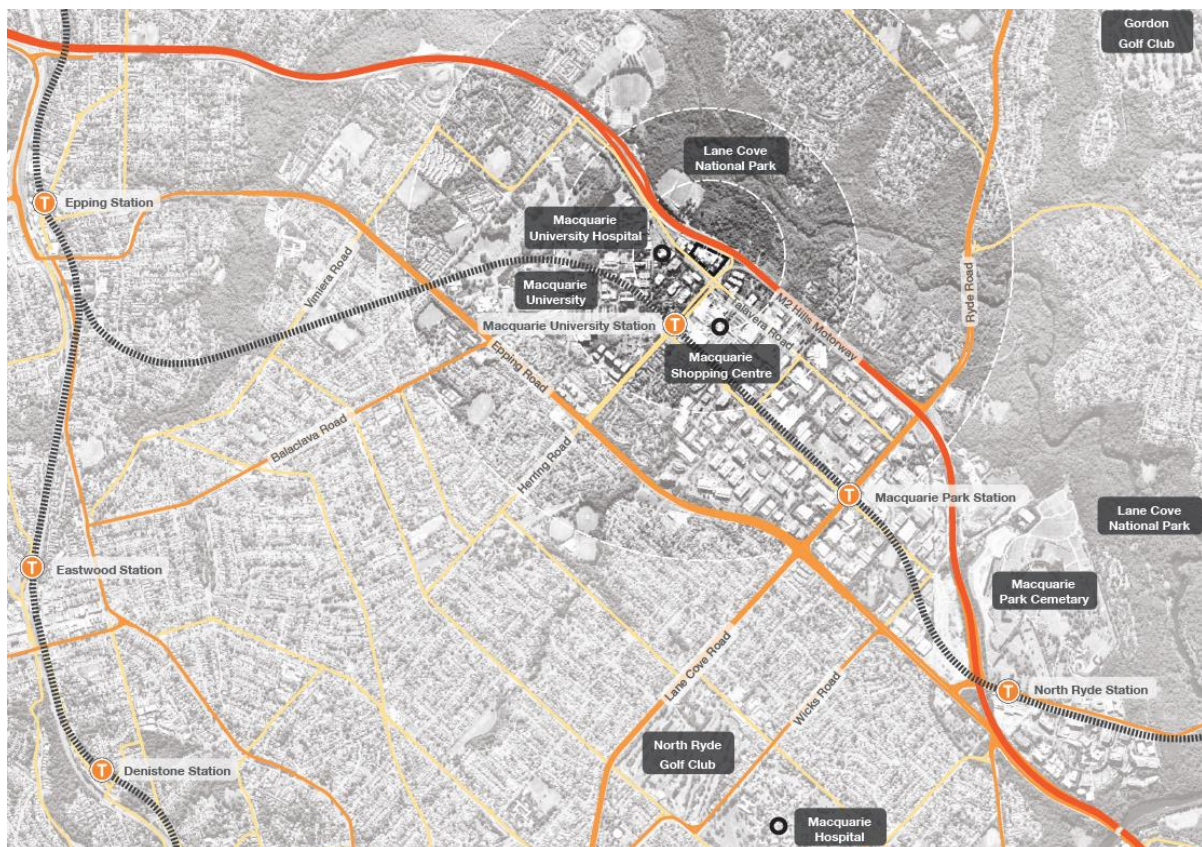 Gordon
Golf Club
Lane Cove
National Park
Epping Station
Macquarie
University Hospital
Vimiera Road
Macquarie
University
Ryde Road
M2 Hills Motorway
Talavera Road
Macquarie University Station
Macquarie
Shopping Centre
Epping Road
Balaclava Road
Herring Road
Macquarie Park Station
Lane Cove
National Park
Eastwood Station
Macquarie
Park Cemetary
Lane Cove Road
Wicks Road
North Ryde Station
North Ryde
Golf Club
Denistone Station
Macquarie
Hospital
T
T
T
T
T
T